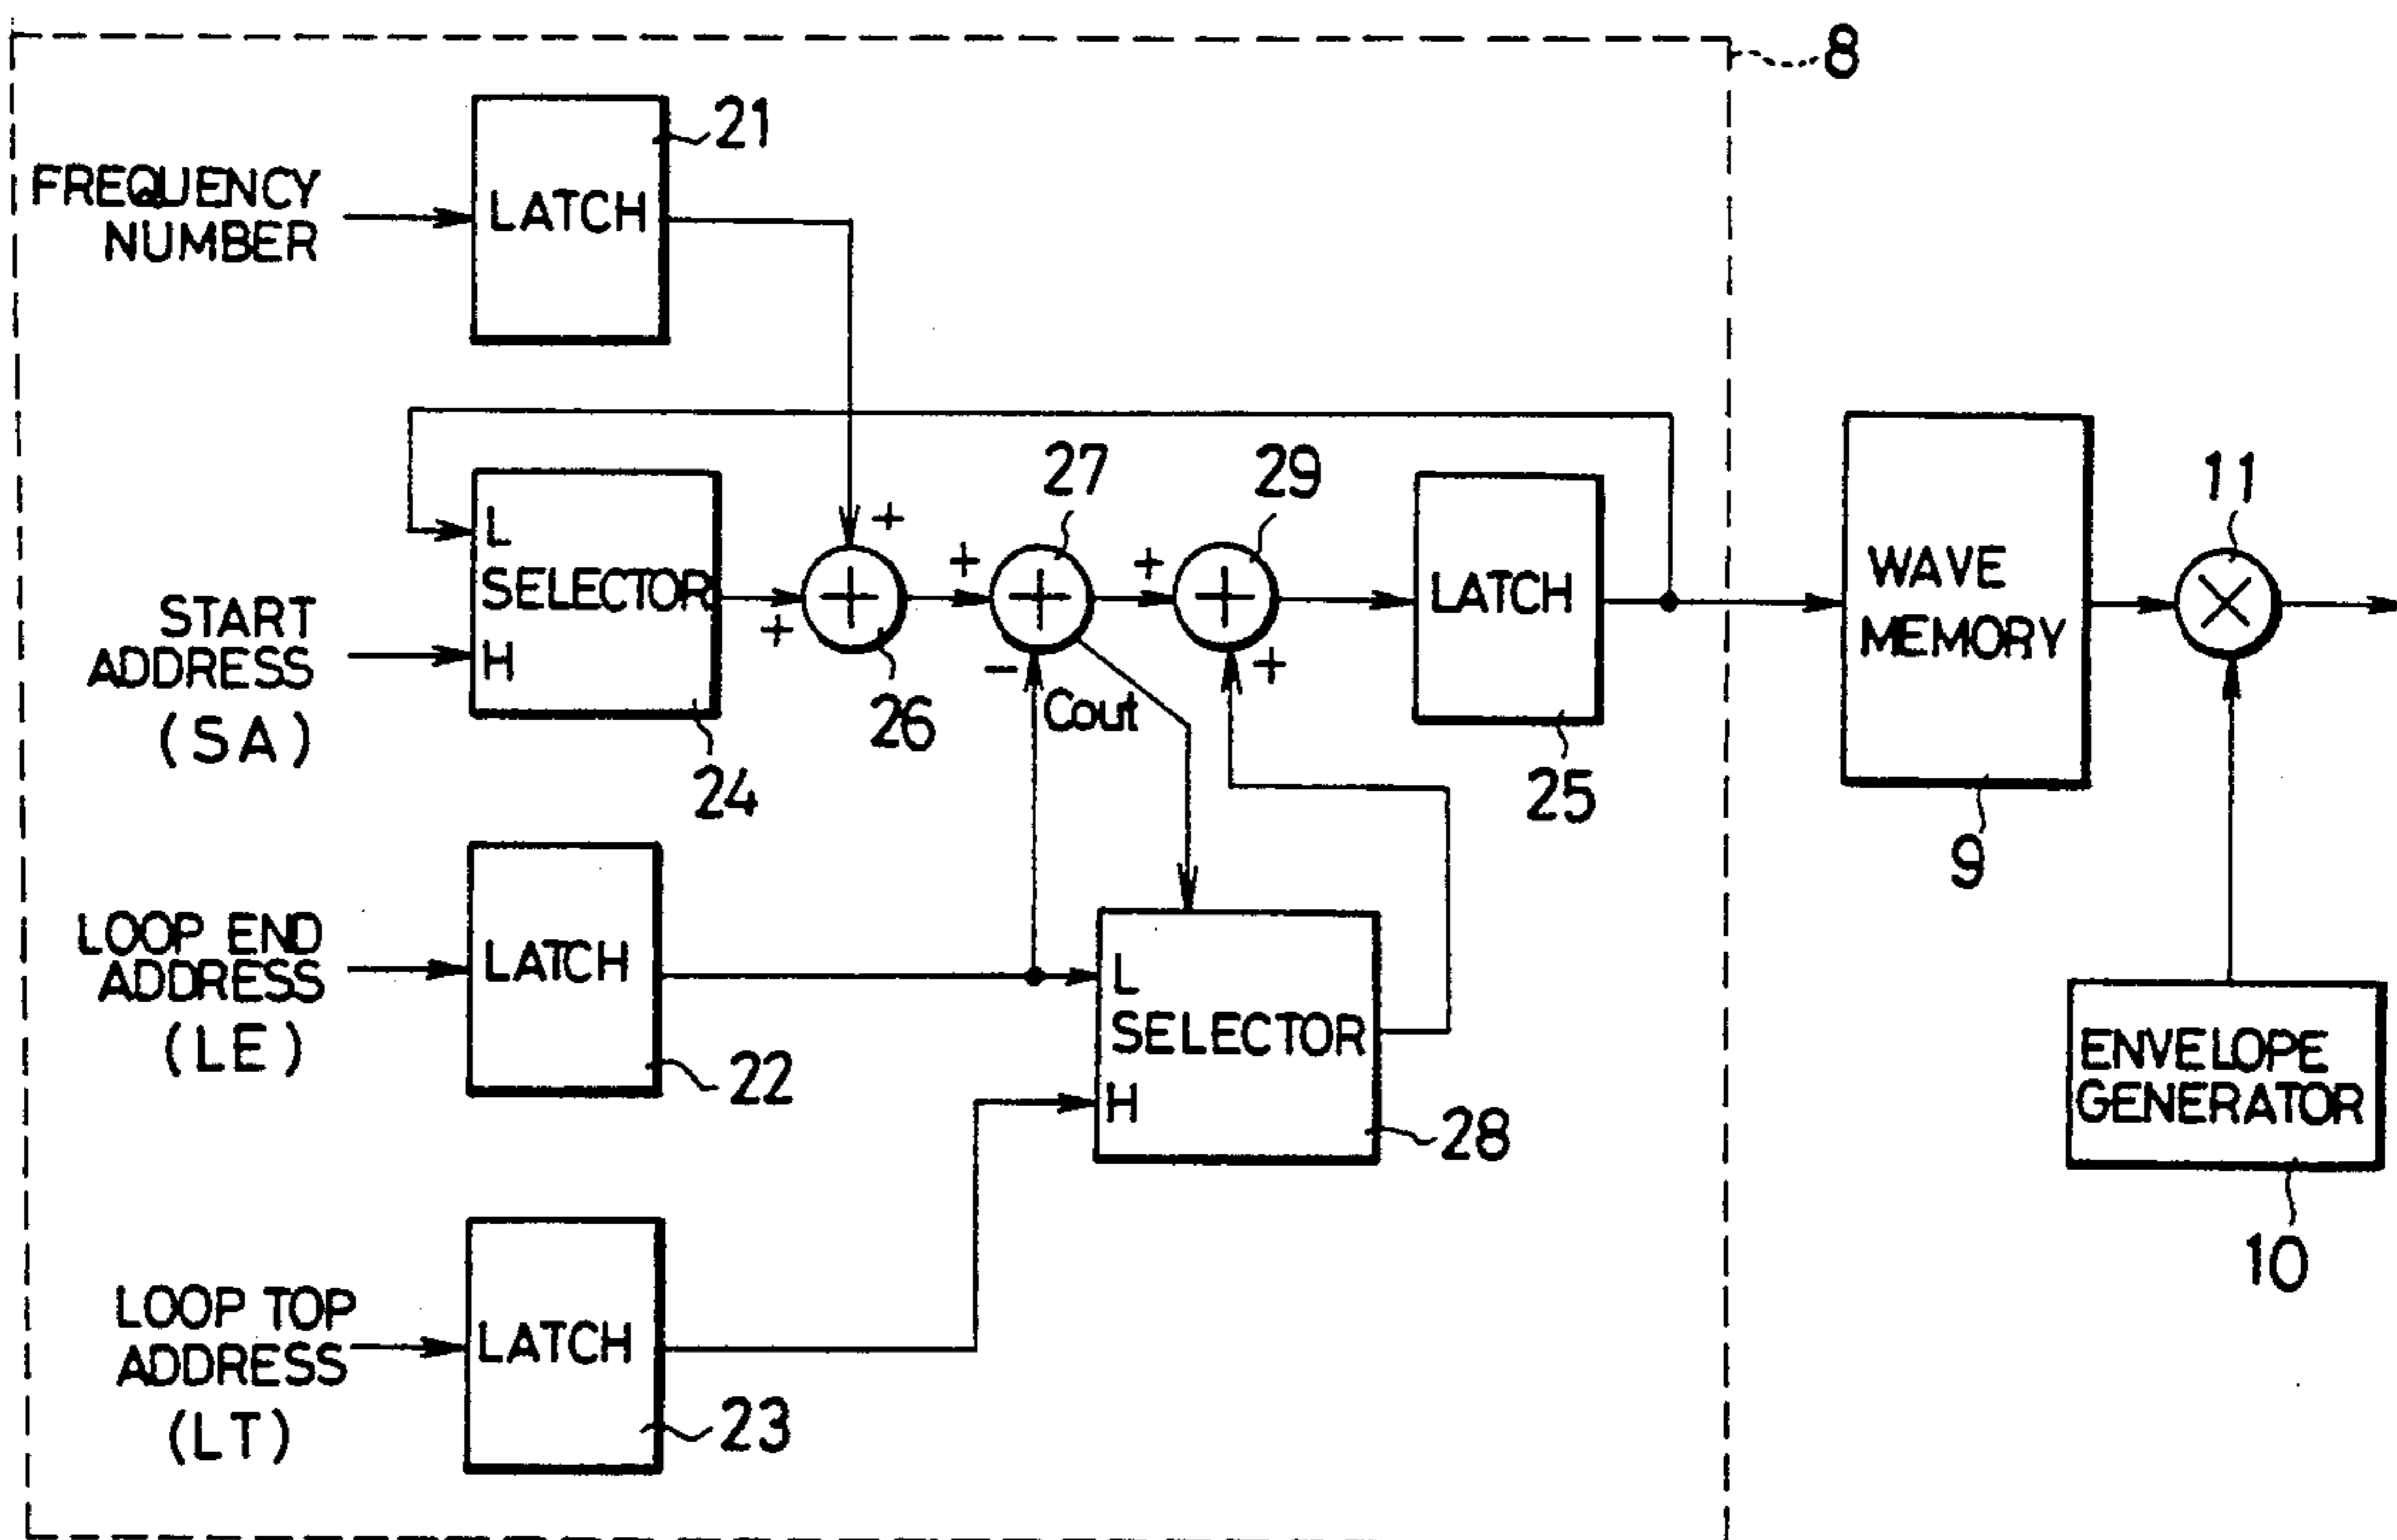 8
21
FREQUENCY
NUMBER
LATCH
27
29
11
L
SELECTOR
H
START
ADDRESS
(SA)
+
+
+
-
+
+
+
+
+
×
Cout
26
24
LATCH
25
WAVE
MEMORY
9
LOOP END
ADDRESS
(LE)
LATCH
22
L
SELECTOR
H
28
ENVELOPE
GENERATOR
10
LOOP TOP
ADDRESS
(LT)
LATCH
23